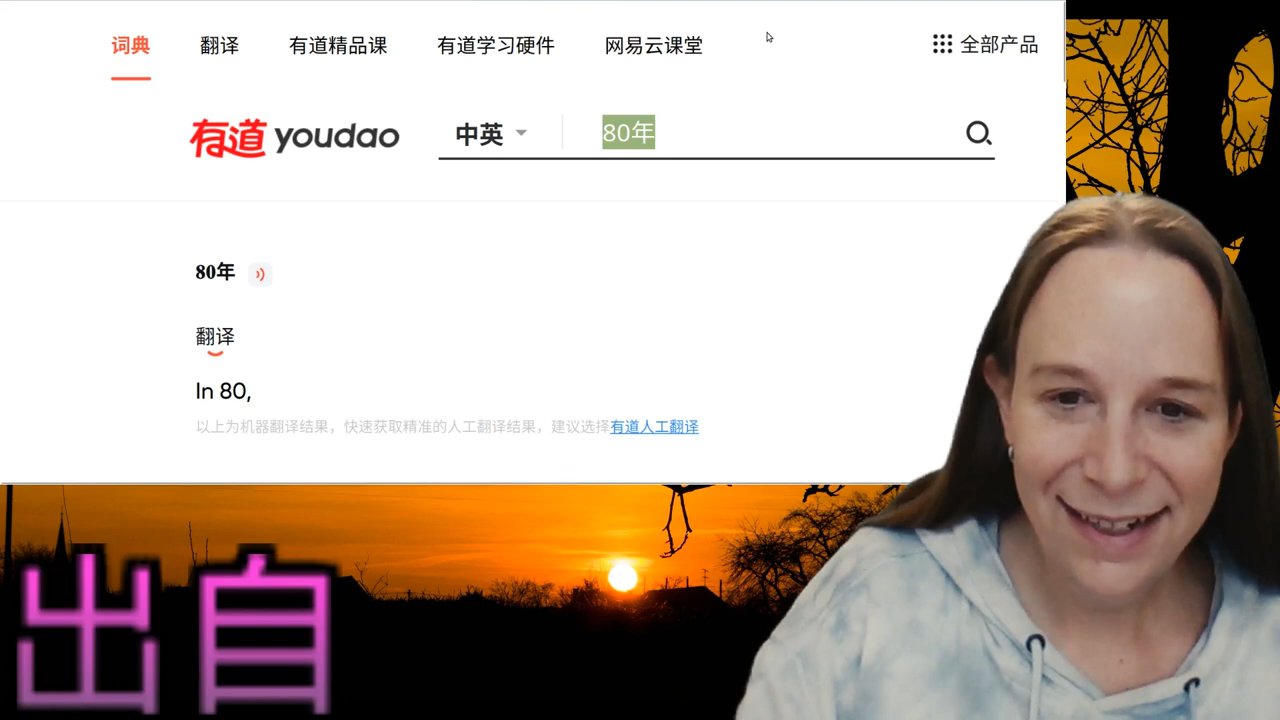 词典 翻译 有道精品课 有道学习硬件 网易云课堂 全部产品
有道 youdao 中英 80年
80年
翻译
In 80,
以上为机器翻译结果，快速获取精准的人工翻译结果，建议选择有道人工翻译
出自